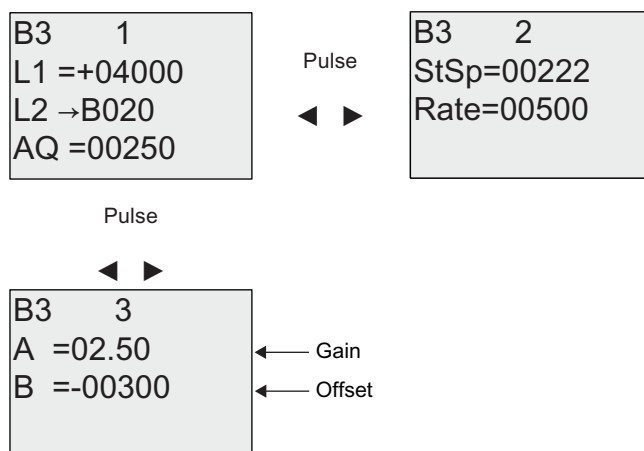 B3 1
L1 =+04000
L2 →B020
AQ =00250
Pulse
◄ ►
B3 2
StSp=00222
Rate=00500
Pulse
◄ ►
B3 3
A =02.50
B =-00300
Gain
Offset